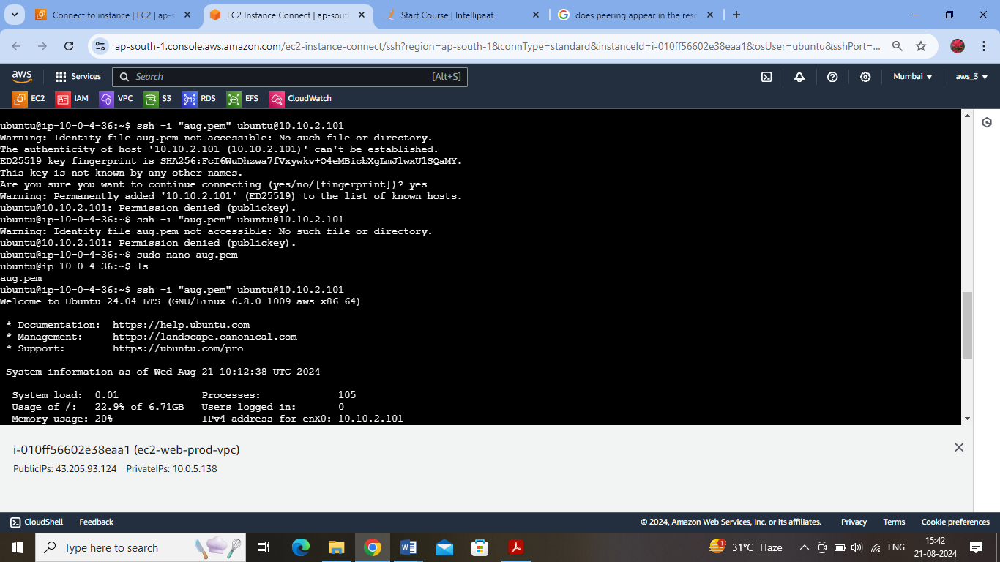 Connect to instance | EC2 | ap-s
EC2 Instance Connect | ap-sout
Start Course | Intellipaat
does peering appear in the reso
ap-south-1.console.aws.amazon.com/ec2-instance-connect/ssh?region=ap-south-1&connType=standard&instanceId=i-010ff56602e38eaa1&osUser=ubuntu&sshPort=...
aws Services Search [Alt+S] Mumbai ▼ aws_3 ▼
EC2 IAM VPC S3 RDS EFS CloudWatch
ubuntu@ip-10-0-4-36:~$ ssh -i "aug.pem" ubuntu@10.10.2.101
Warning: Identity file aug.pem not accessible: No such file or directory.
The authenticity of host '10.10.2.101 (10.10.2.101)' can't be established.
ED25519 key fingerprint is SHA256:FcI6WuDhzwa7fVxywkv+O4eMBicbXgLmJlwxU1SQaMY.
This key is not known by any other names.
Are you sure you want to continue connecting (yes/no/[fingerprint])? yes
Warning: Permanently added '10.10.2.101' (ED25519) to the list of known hosts.
ubuntu@10.10.2.101: Permission denied (publickey).
ubuntu@ip-10-0-4-36:~$ ssh -i "aug.pem" ubuntu@10.10.2.101
Warning: Identity file aug.pem not accessible: No such file or directory.
ubuntu@10.10.2.101: Permission denied (publickey).
ubuntu@ip-10-0-4-36:~$ sudo nano aug.pem
ubuntu@ip-10-0-4-36:~$ ls
aug.pem
ubuntu@ip-10-0-4-36:~$ ssh -i "aug.pem" ubuntu@10.10.2.101
Welcome to Ubuntu 24.04 LTS (GNU/Linux 6.8.0-1009-aws x86_64)
* Documentation: https://help.ubuntu.com
* Management: https://landscape.canonical.com
* Support: https://ubuntu.com/pro
System information as of Wed Aug 21 10:12:38 UTC 2024
System load: 0.01 Processes: 105
Usage of /: 22.9% of 6.71GB Users logged in: 0
Memory usage: 20% IPv4 address for enX0: 10.10.2.101
i-010ff56602e38eaa1 (ec2-web-prod-vpc)
PublicIPs: 43.205.93.124 PrivateIPs: 10.0.5.138
CloudShell Feedback © 2024, Amazon Web Services, Inc. or its affiliates. Privacy Terms Cookie preferences
Type here to search 31°C Haze ENG 15:42
21-08-2024